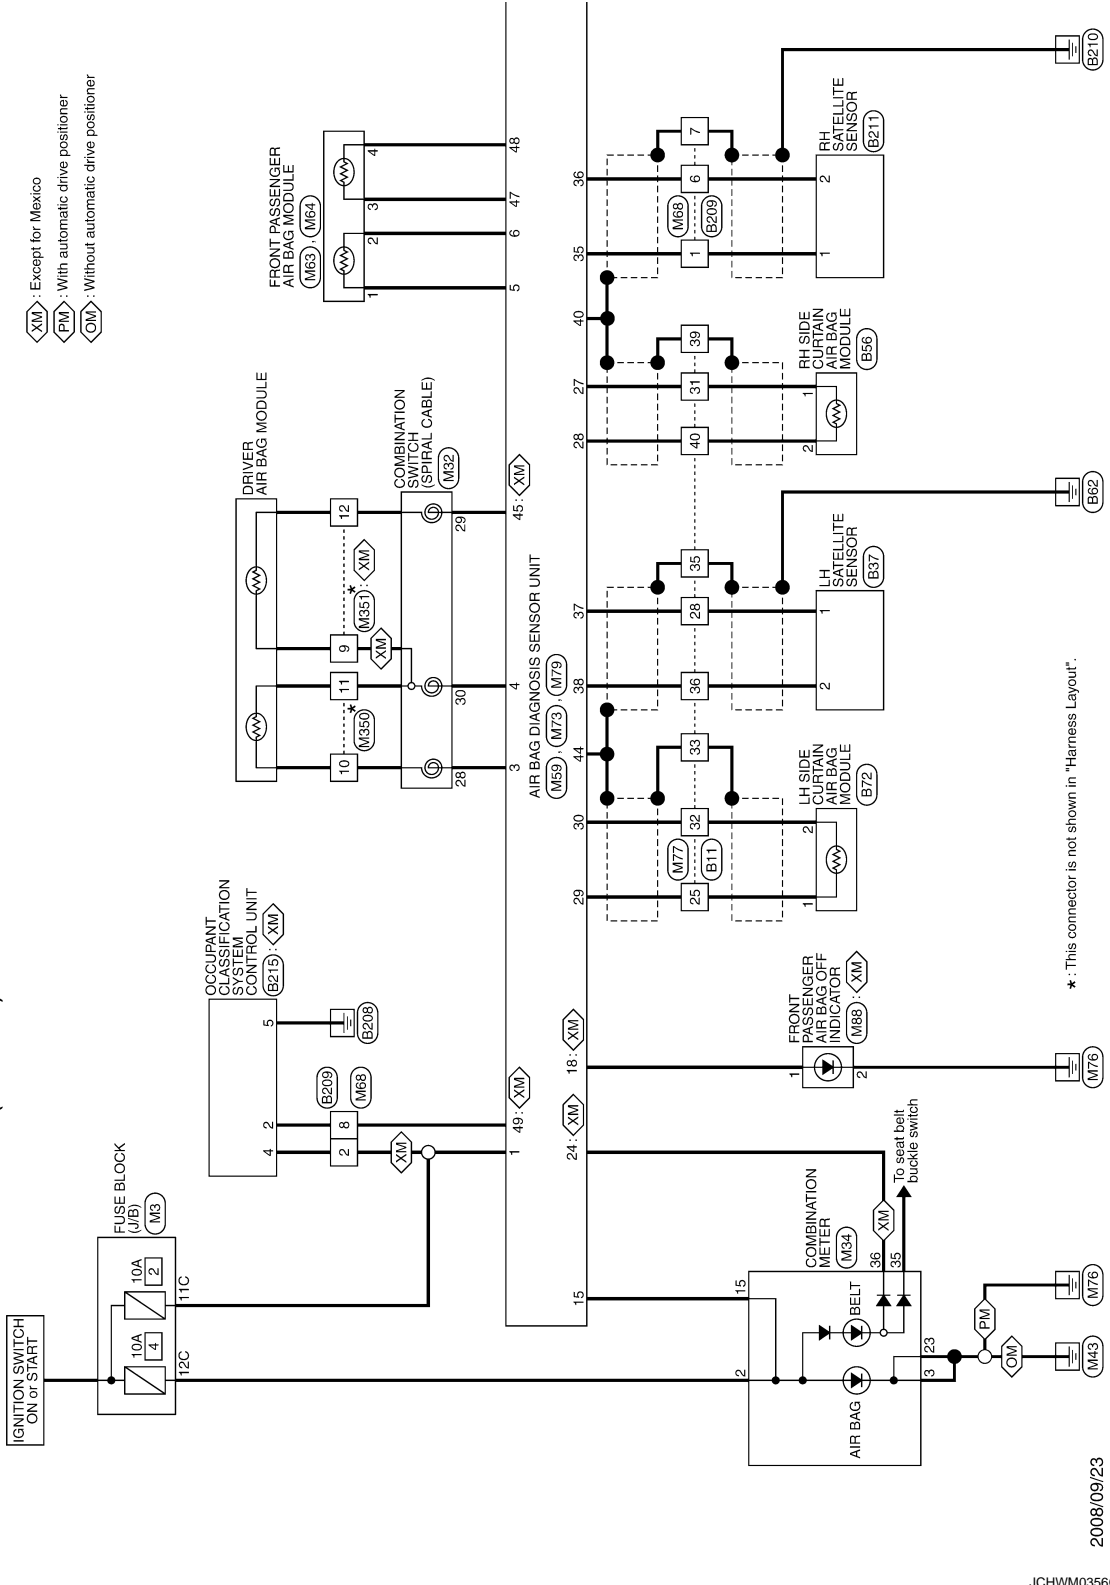 IGNITION SWITCH
ON or START
FUSE BLOCK
(J/B)
M3
10A
4
10A
2
12C
11C
OCCUPANT
CLASSIFICATION
SYSTEM
CONTROL UNIT
B215 : XM
4
2
5
B209
M68
2
8
B208
XM
1
49 : XM
DRIVER
AIR BAG MODULE
10
11
9
12
* M350
* M351 : XM
XM
COMBINATION
SWITCH
(SPIRAL CABLE)
M32
28
30
29
3
4
45 : XM
FRONT PASSENGER
AIR BAG MODULE
M63 , M64
1
2
3
4
5
6
47
48
XM : Except for Mexico
PM : With automatic drive positioner
OM : Without automatic drive positioner
AIR BAG DIAGNOSIS SENSOR UNIT
M59 , M73 , M79
15
24 : XM
18 : XM
29
30
44
38
37
28
27
40
35
36
M77
B11
25
32
33
36
28
35
40
31
39
M68
B209
1
6
7
COMBINATION
METER
M34
2
15
AIR BAG
BELT
3
23
36
35
XM
To seat belt
buckle switch
PM
OM
M43
M76
FRONT
PASSENGER
AIR BAG OFF
INDICATOR
M88 : XM
1
2
M76
LH SIDE
CURTAIN
AIR BAG
MODULE
B72
1
2
LH
SATELLITE
SENSOR
B37
2
1
B62
RH SIDE
CURTAIN
AIR BAG
MODULE
B56
2
1
RH
SATELLITE
SENSOR
B211
1
2
B210
* : This connector is not shown in "Harness Layout".
2008/09/23